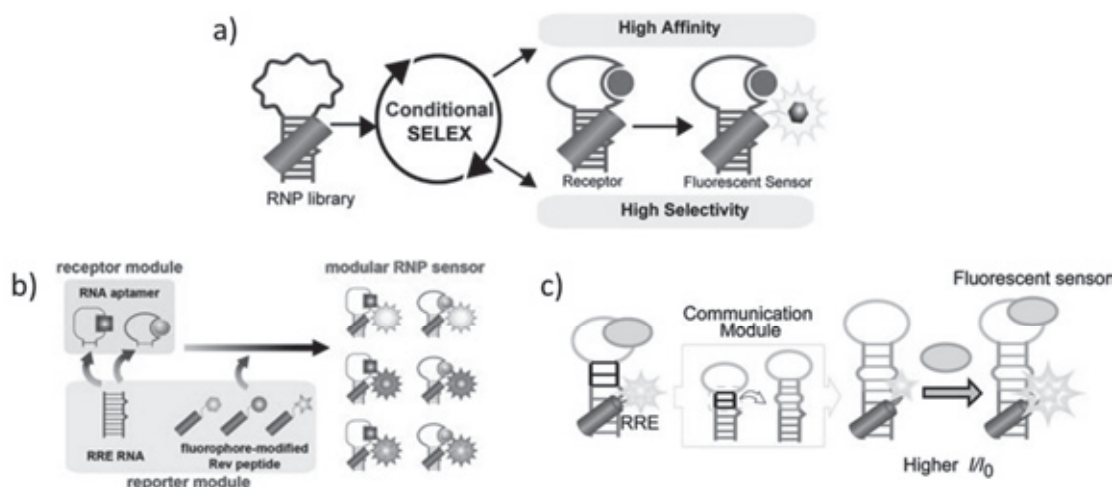 a)
High Affinity
Conditional
SELEX
RNP library
Receptor
Fluorescent Sensor
High Selectivity
b)
receptor module
RNA aptamer
modular RNP sensor
RRE RNA
fluorophore-modified
Rev peptide
reporter module
c)
Fluorescent sensor
Communication
Module
RRE
Higher I/I0